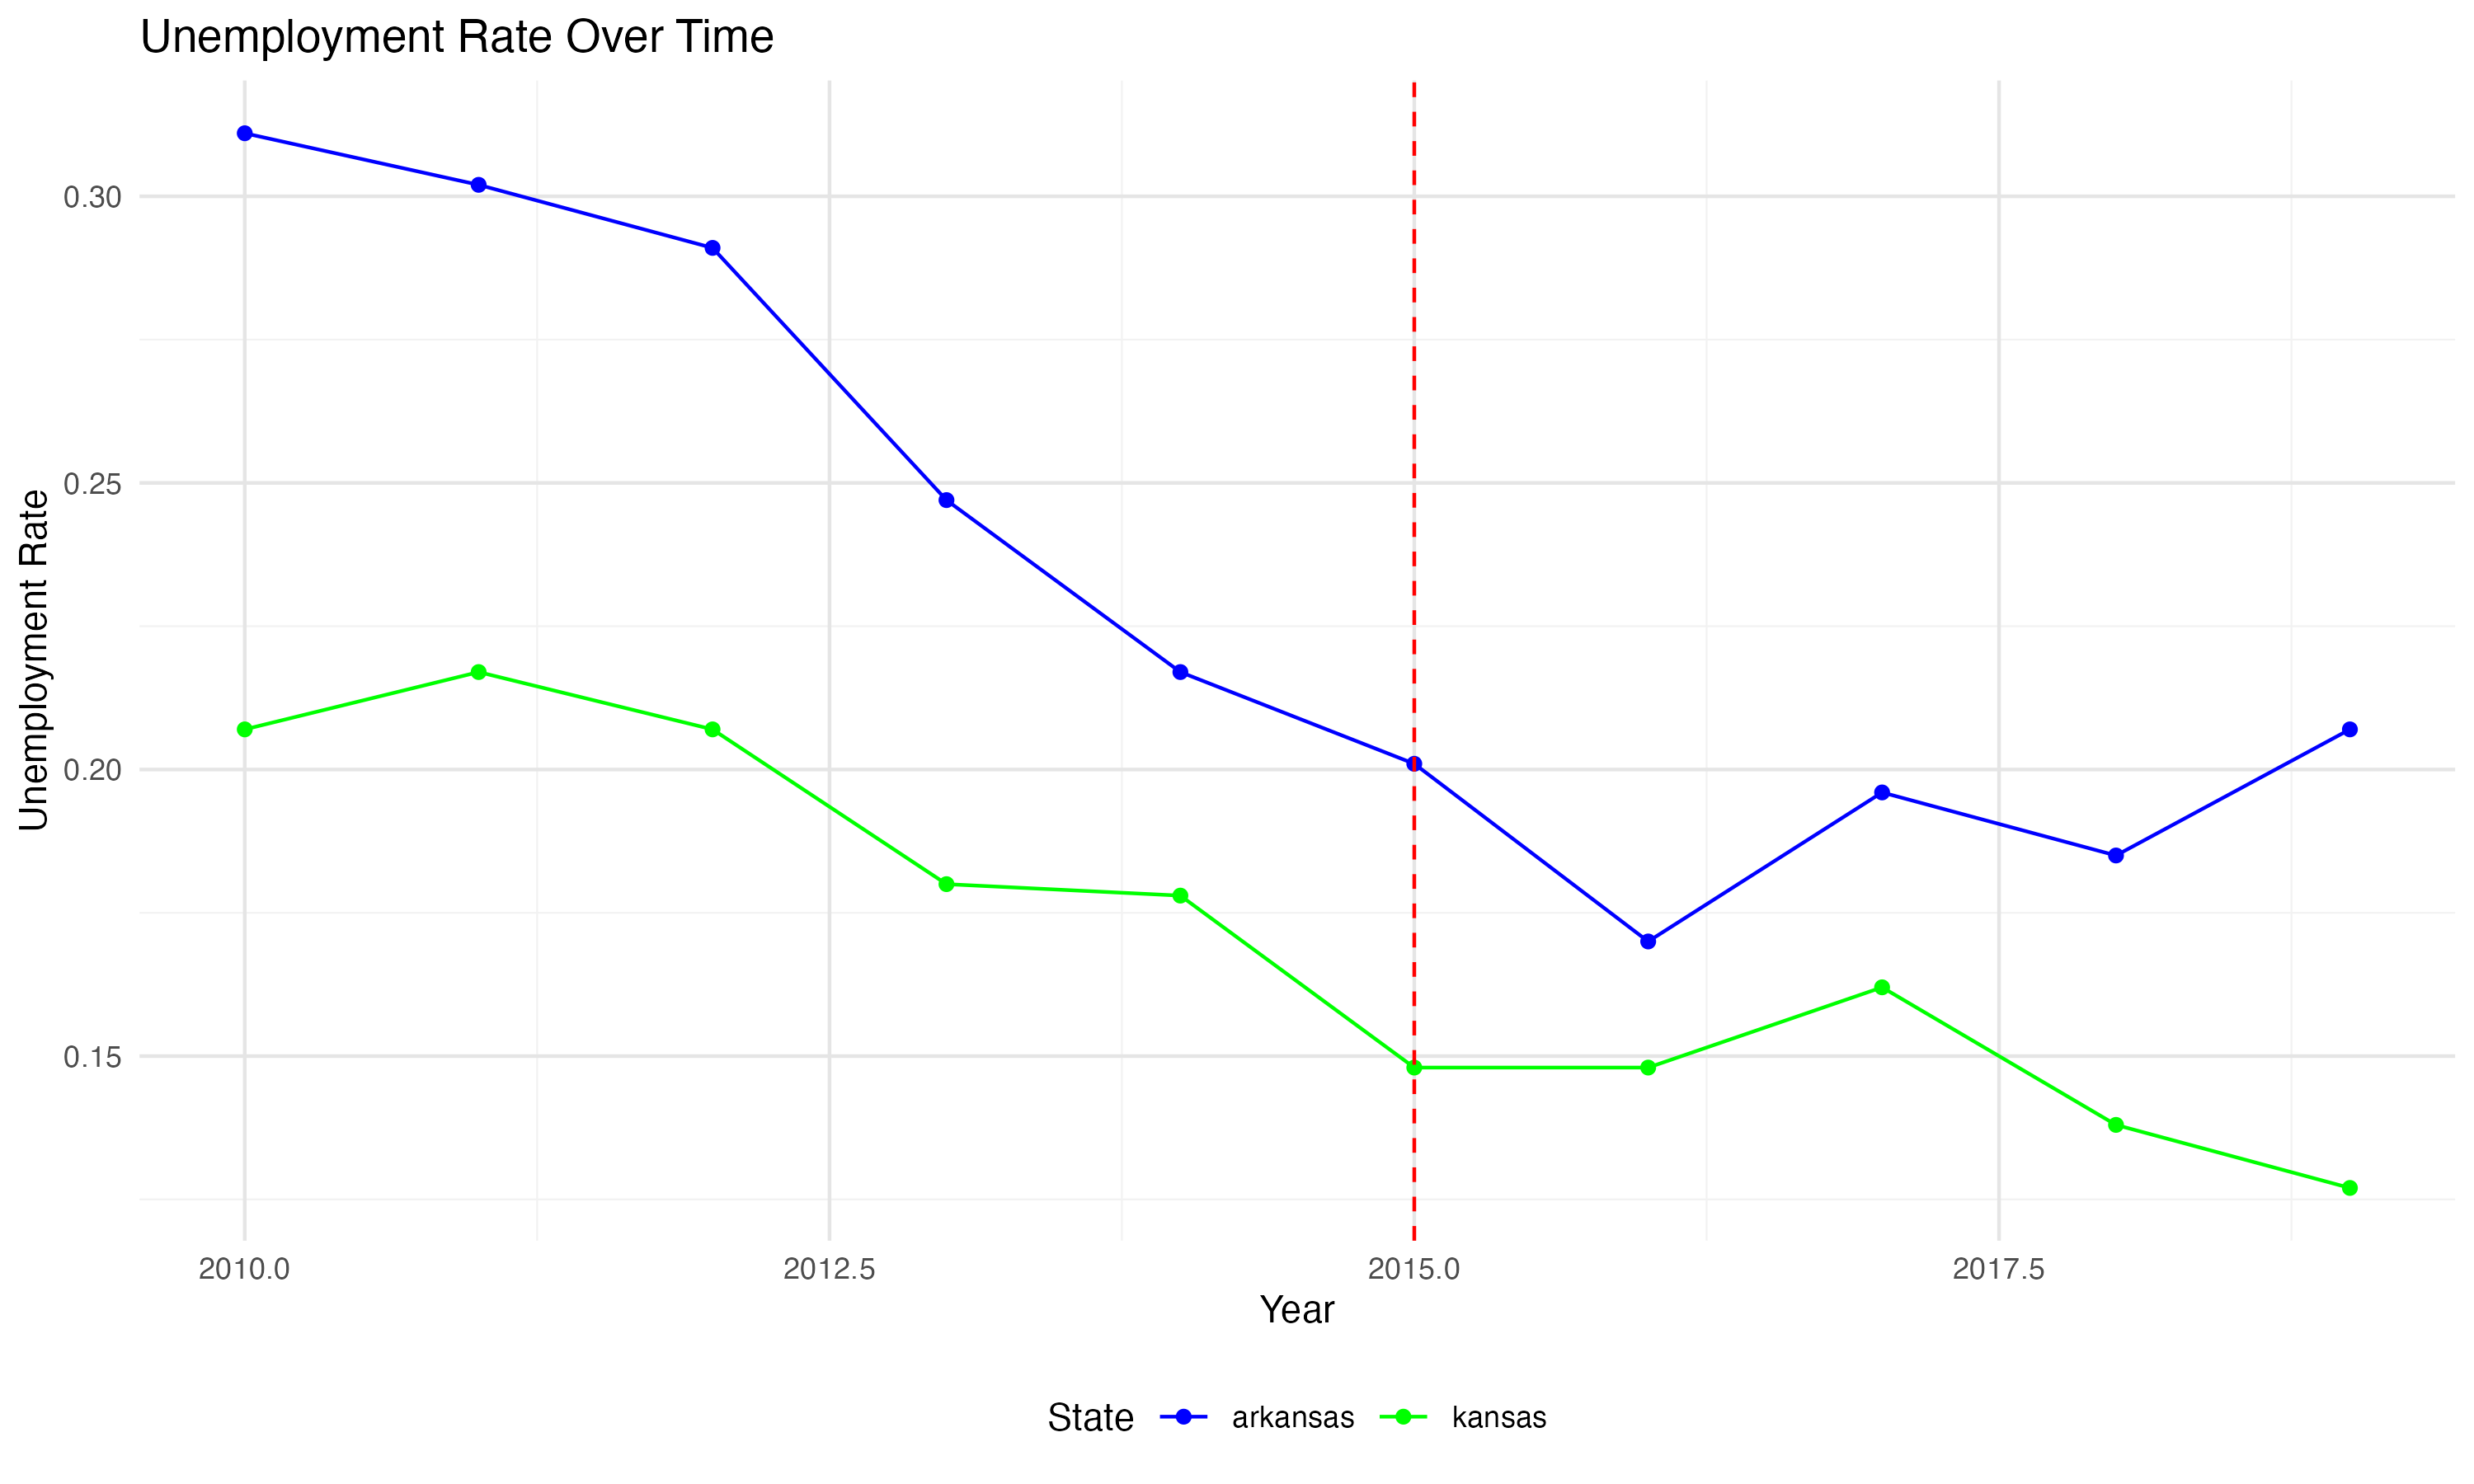 Unemployment Rate Over Time
Unemployment Rate
0.30
0.25
0.20
0.15
2010.0 2012.5 2015.0 2017.5
Year
State arkansas kansas